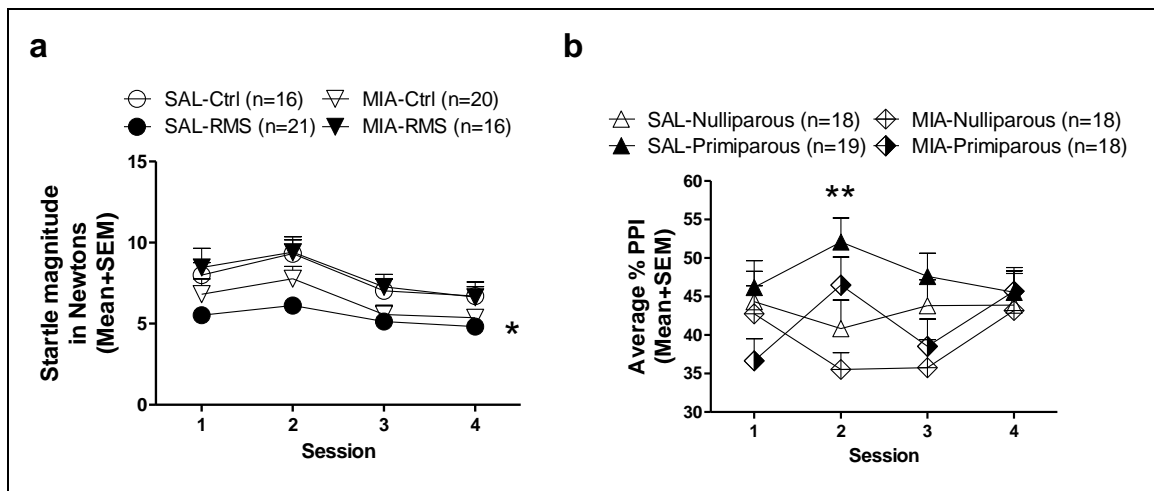 a
SAL-Ctrl (n=16) MIA-Ctrl (n=20)
SAL-RMS (n=21) MIA-RMS (n=16)
15
10
5
0
Startle magnitude
in Newtons
(Mean+SEM)
*
1 2 3 4
Session
b
SAL-Nulliparous (n=18) MIA-Nulliparous (n=18)
SAL-Primiparous (n=19) MIA-Primiparous (n=18)
60
55
50
45
40
35
30
Average % PPI
(Mean+SEM)
**
1 2 3 4
Session